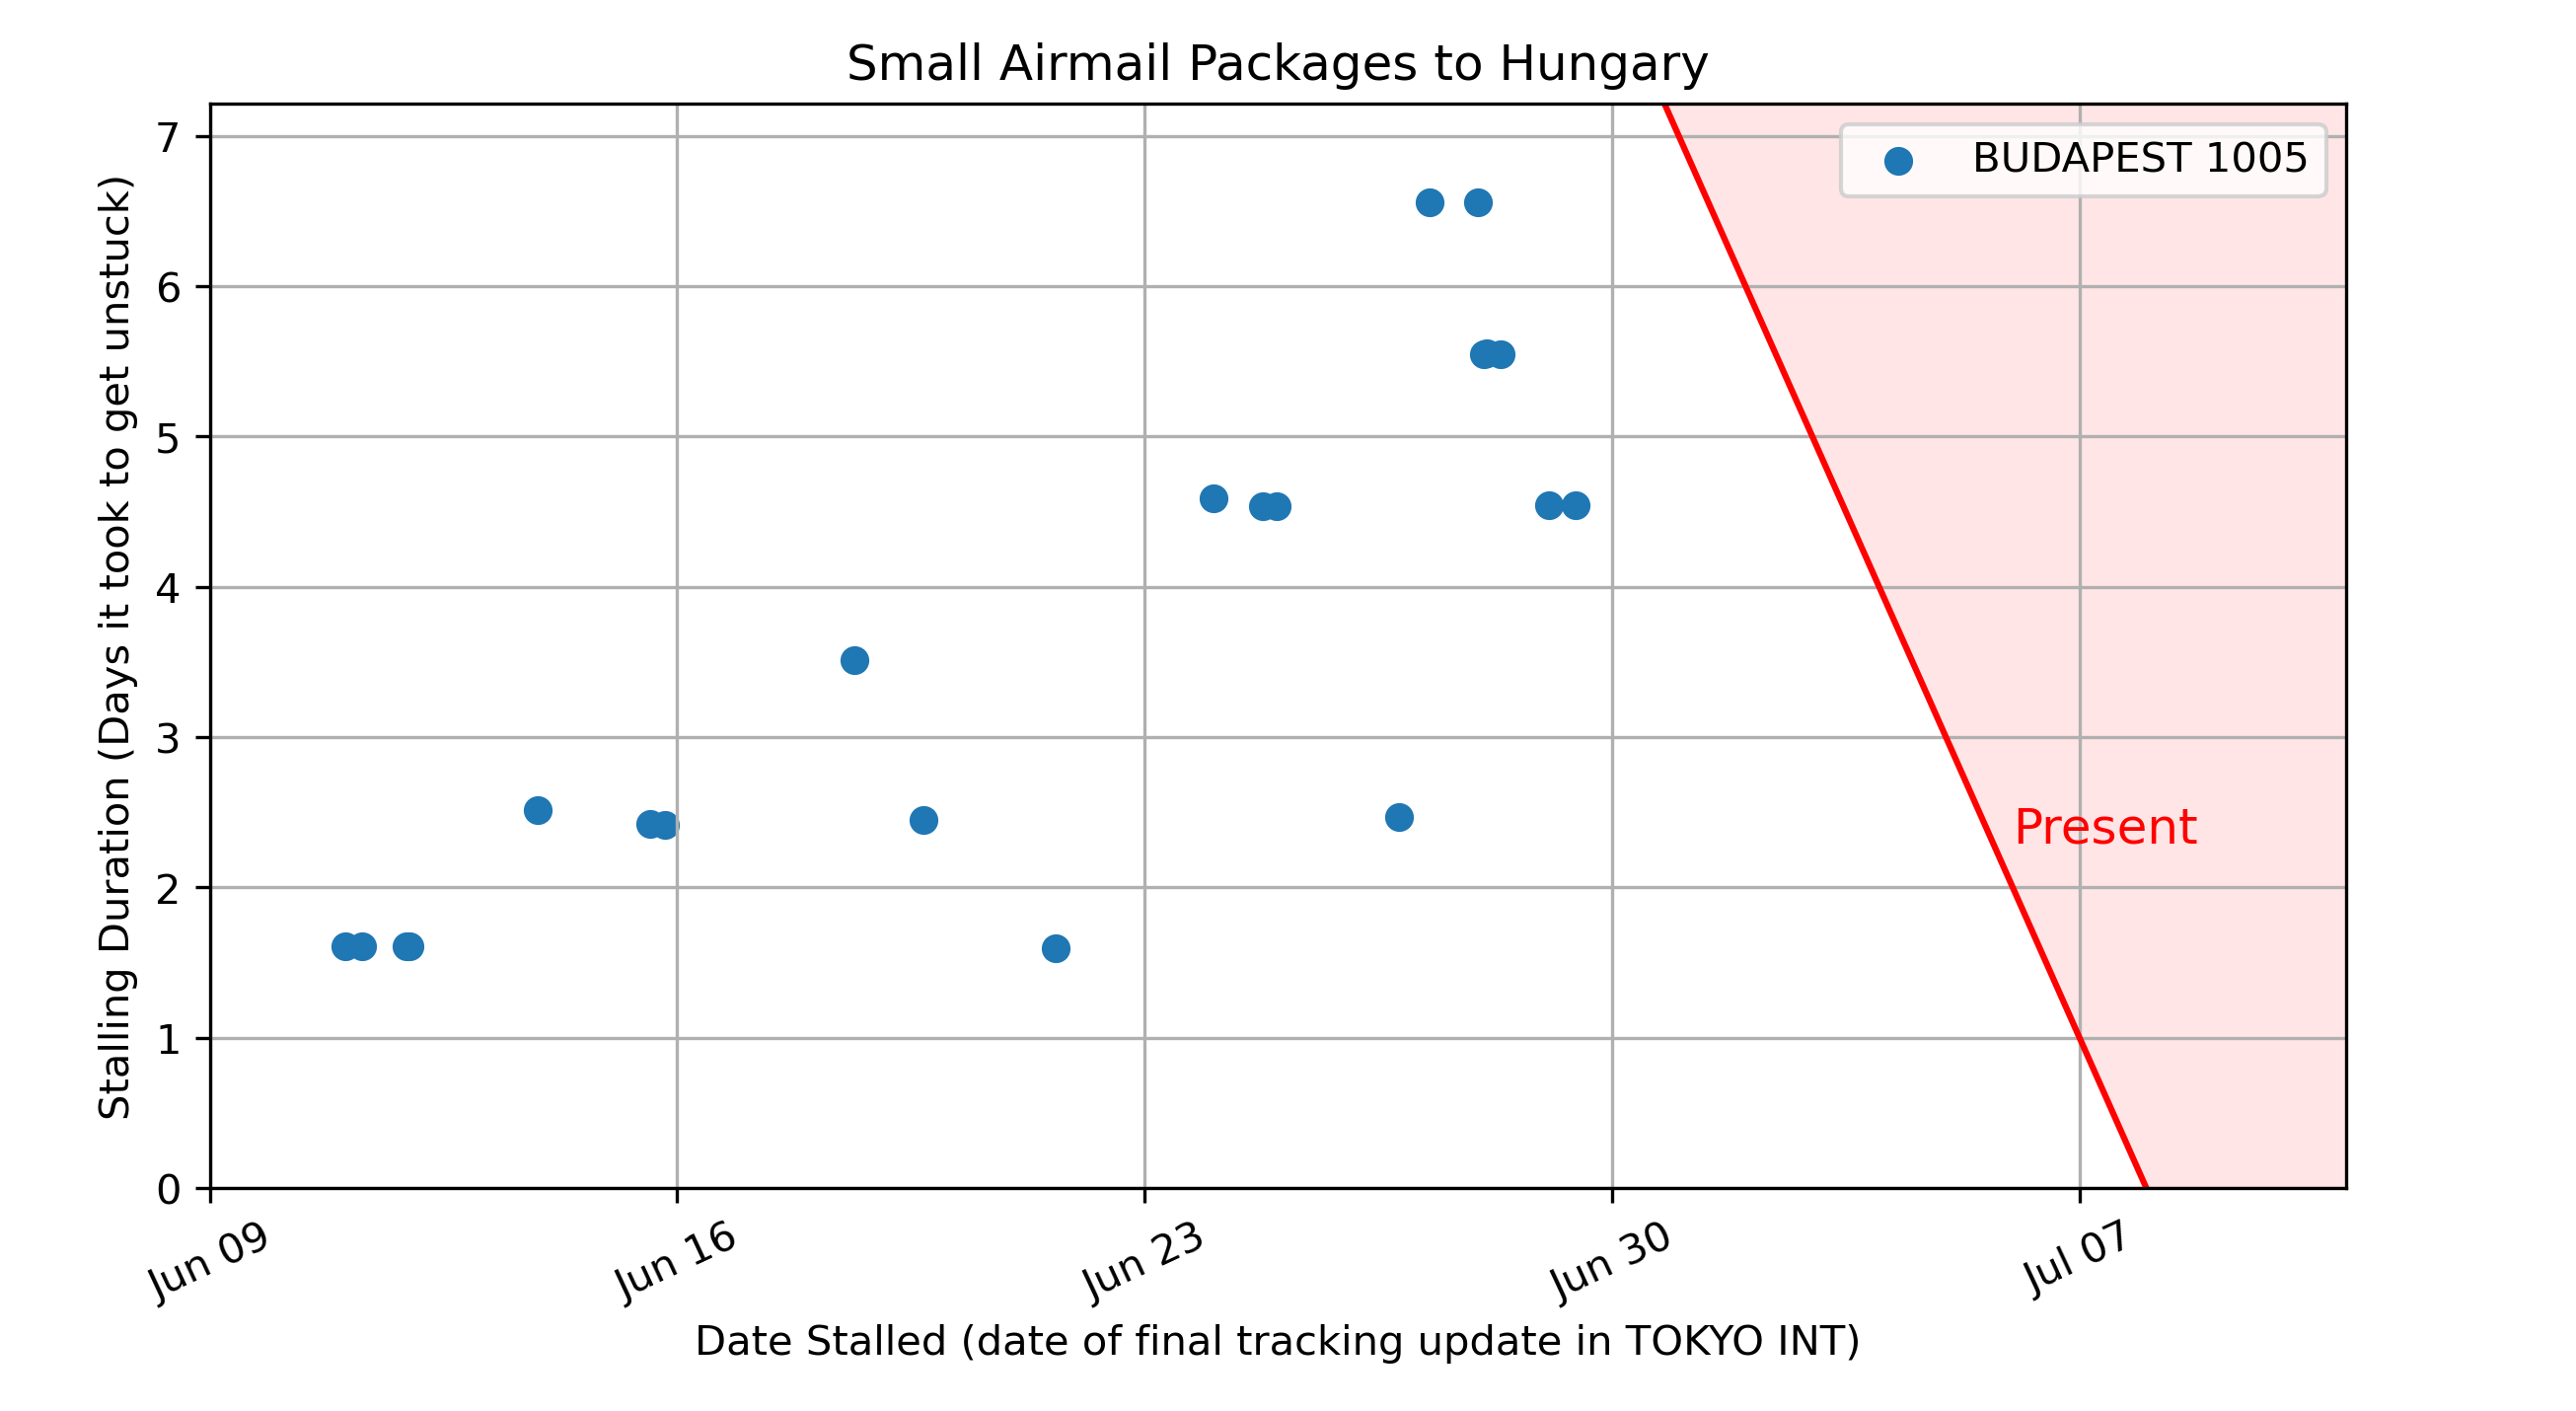 Small Airmail Packages to Hungary
BUDAPEST 1005
7
6
5
4
3
2
1
0
Stalling Duration (Days it took to get unstuck)
Present
Jun 09
Jun 16
Jun 23
Jun 30
Jul 07
Date Stalled (date of final tracking update in TOKYO INT)